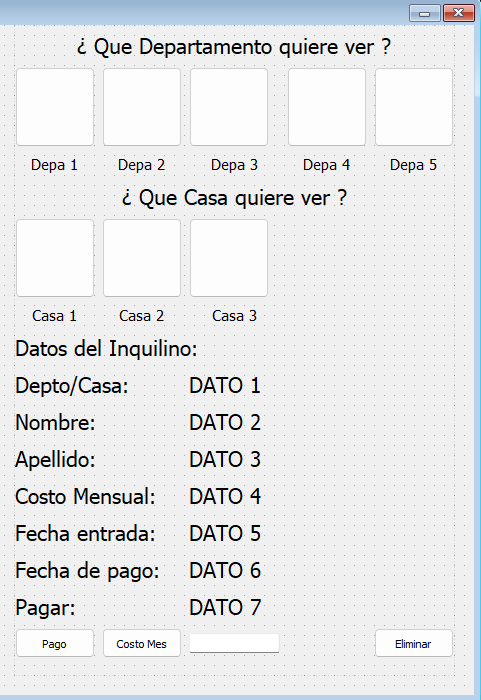 ¿ Que Departamento quiere ver ?
Depa 1 Depa 2 Depa 3 Depa 4 Depa 5
¿ Que Casa quiere ver ?
Casa 1 Casa 2 Casa 3
Datos del Inquilino:
Depto/Casa: DATO 1
Nombre: DATO 2
Apellido: DATO 3
Costo Mensual: DATO 4
Fecha entrada: DATO 5
Fecha de pago: DATO 6
Pagar: DATO 7
Pago Costo Mes Eliminar